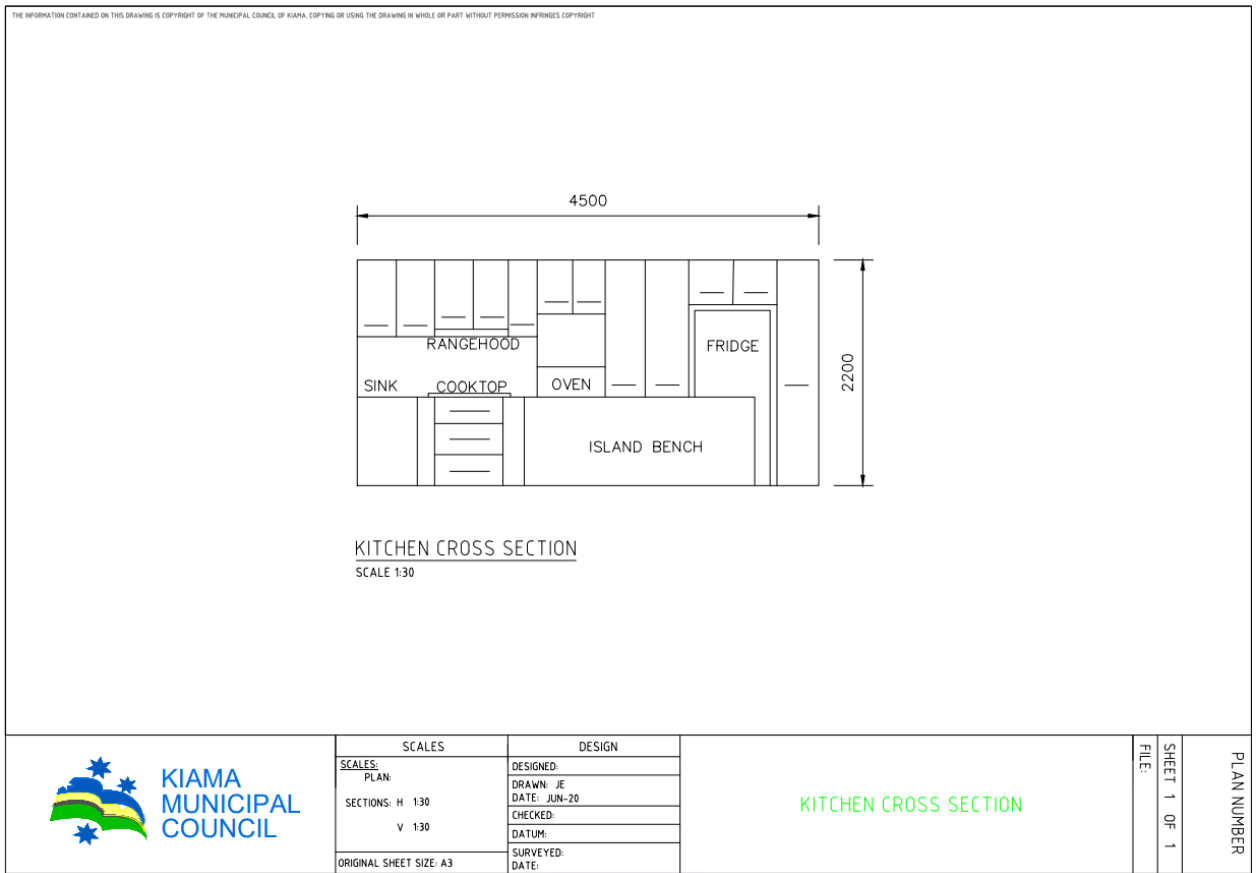 THE INFORMATION CONTAINED ON THIS DRAWING IS COPYRIGHT OF THE MUNICIPAL COUNCIL OF KIAMA. COPYING OR USING THE DRAWING IN WHOLE OR PART WITHOUT PERMISSION INFRINGES COPYRIGHT
4500
RANGEHOOD
FRIDGE
2200
SINK
COOKTOP
OVEN
ISLAND BENCH
KITCHEN CROSS SECTION
SCALE 1:30
KIAMA
MUNICIPAL
COUNCIL
SCALES
SCALES:
PLAN:
SECTIONS: H 1:30
V 1:30
ORIGINAL SHEET SIZE: A3
DESIGN
DESIGNED:
DRAWN: JE
DATE: JUN-20
CHECKED:
DATUM:
SURVEYED:
DATE:
KITCHEN CROSS SECTION
FILE:
SHEET 1 OF 1
PLAN NUMBER